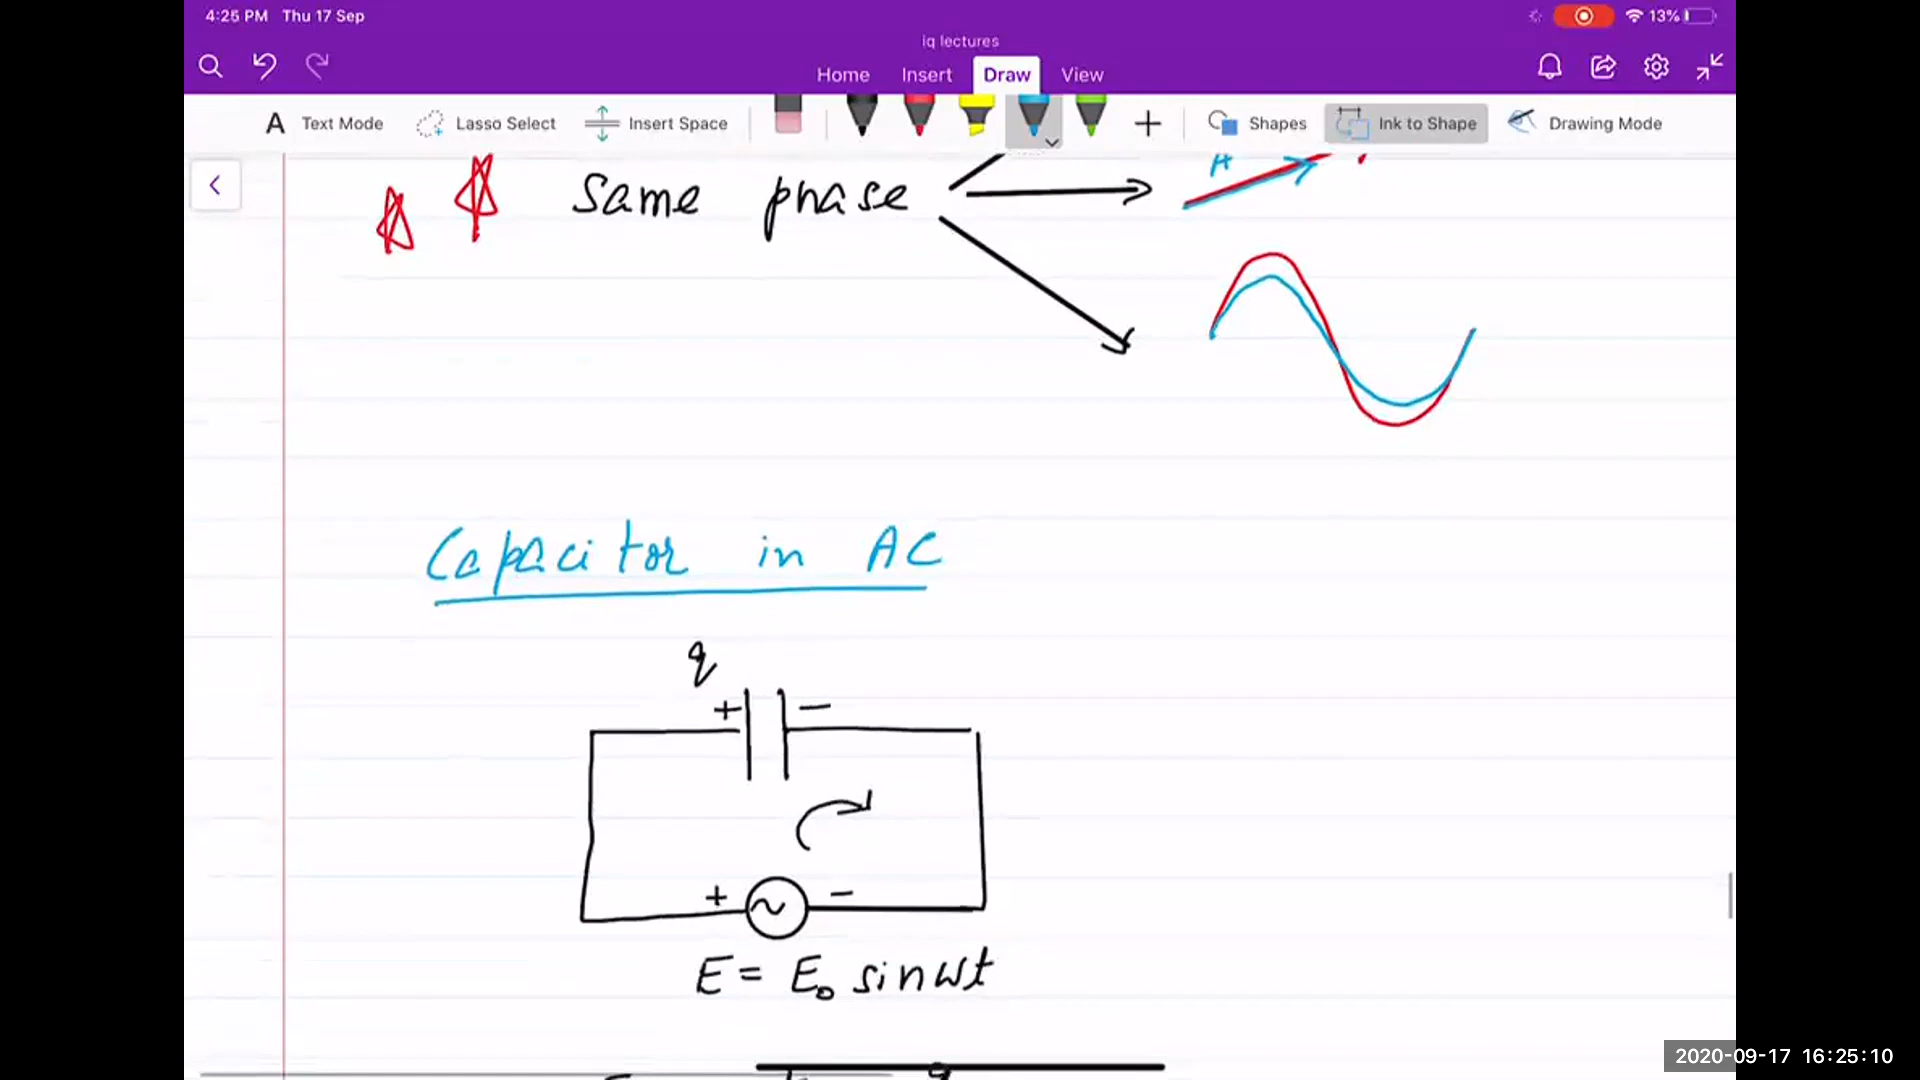 4:25 PM Thu 17 Sep
13%
iq lectures
Home Insert Draw View
A Text Mode Lasso Select Insert Space Shapes Ink to Shape Drawing Mode
A
Same phase
Capacitor in AC
q
+ −
+ −
E = E₀ sinωt
2020-09-17 16:25:10